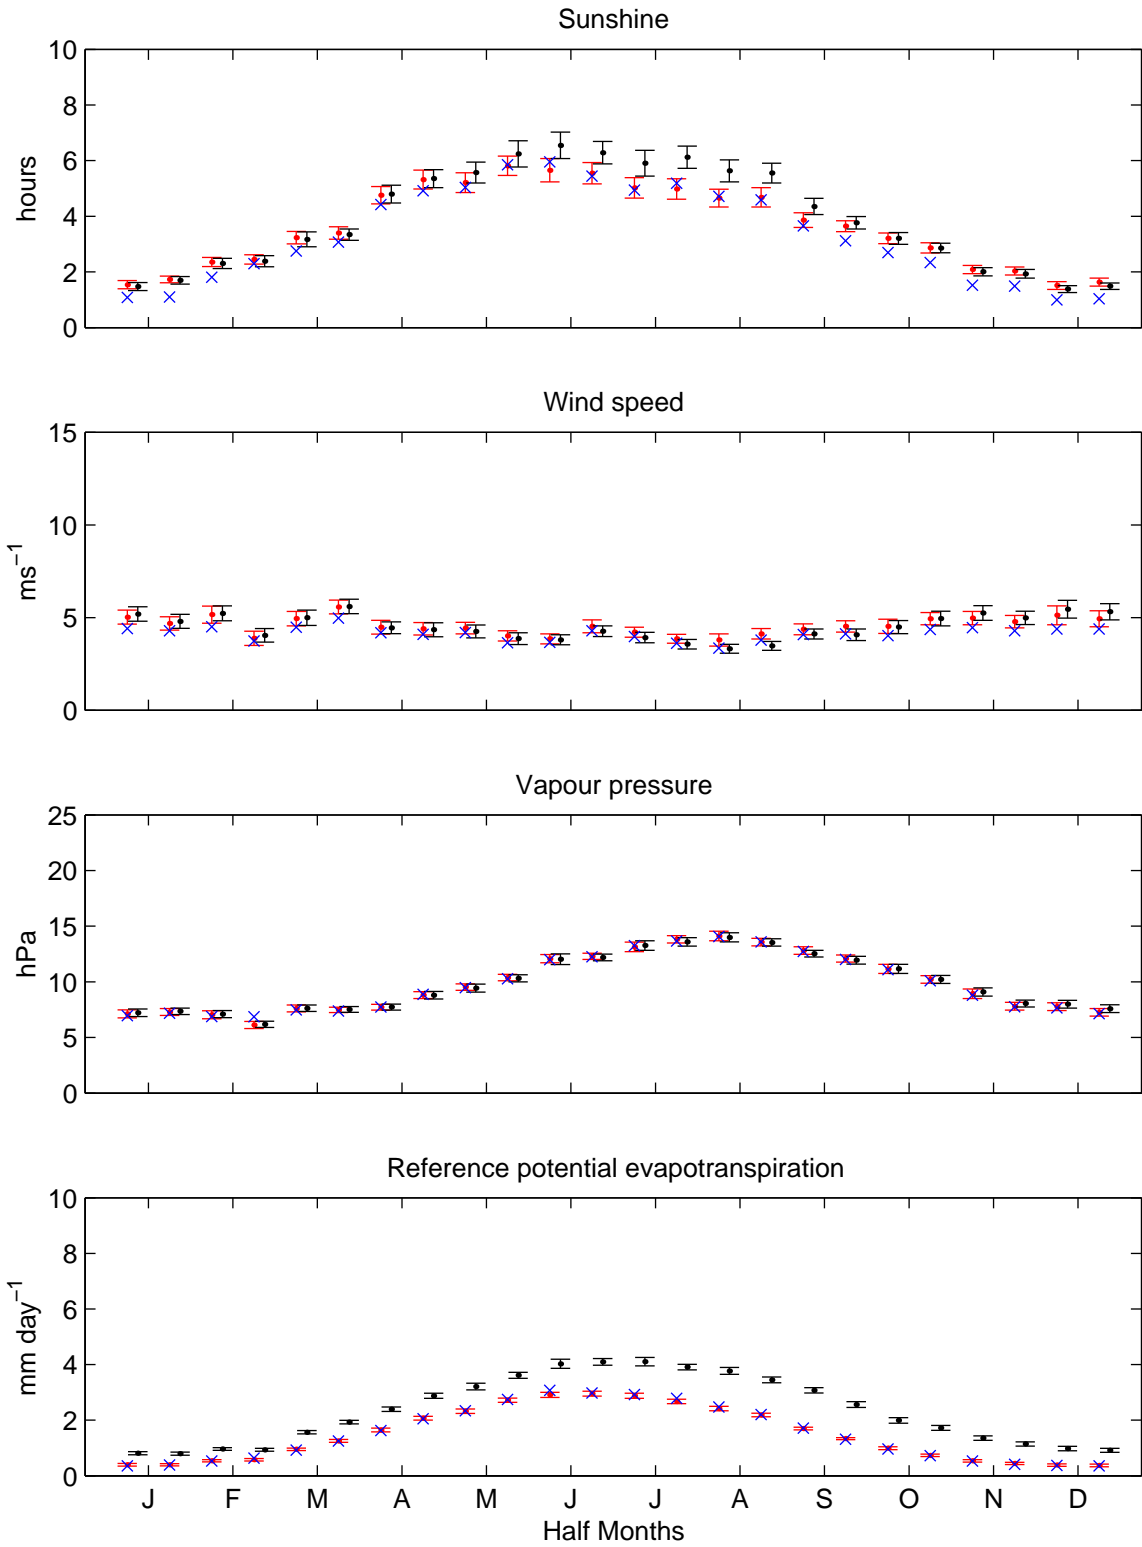 Sunshine
10
8
6
4
2
0
hours
Wind speed
15
10
5
0
ms⁻¹
Vapour pressure
25
20
15
10
5
0
hPa
Reference potential evapotranspiration
10
8
6
4
2
0
mm day⁻¹
J F M A M J J A S O N D
Half Months